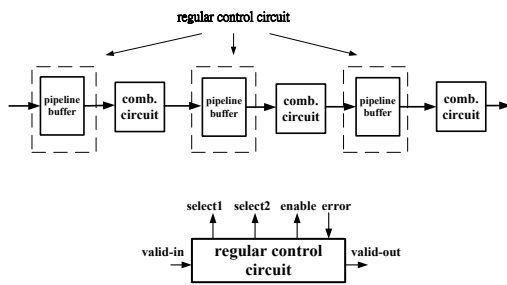 regular control circuit
pipeline
buffer
comb.
circuit
pipeline
buffer
comb.
circuit
pipeline
buffer
comb.
circuit
select1 select2 enable error
valid-in
regular control
circuit
valid-out